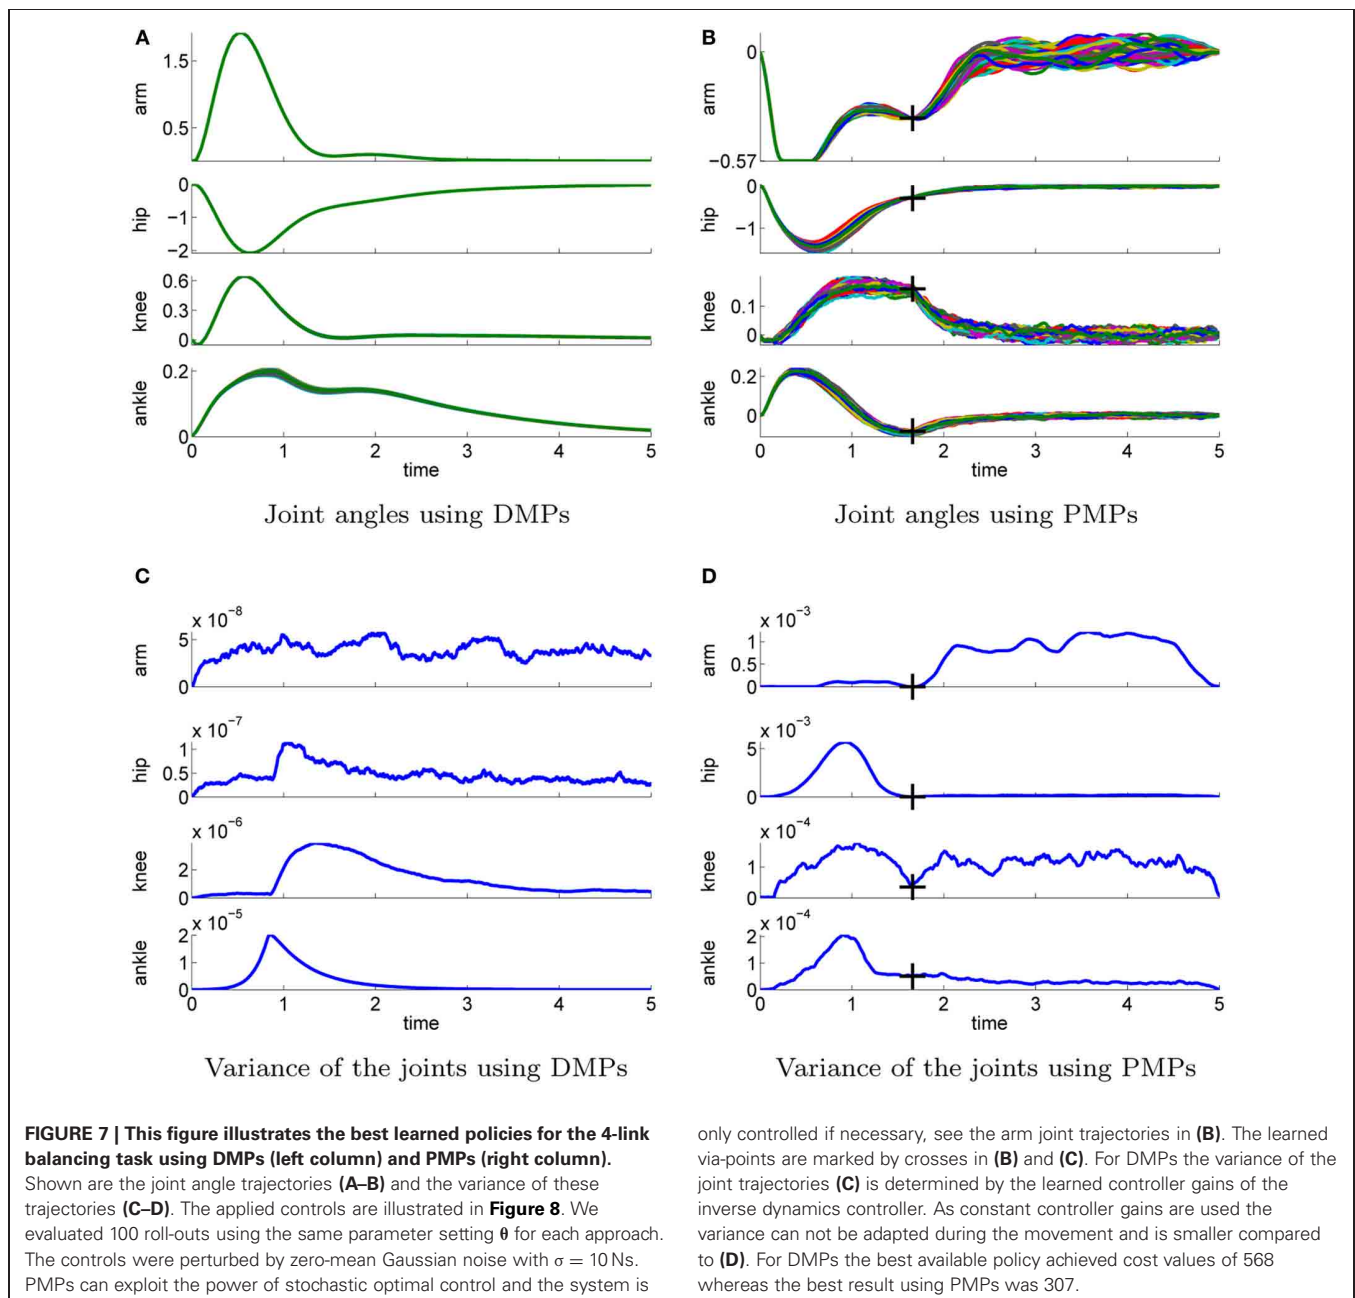 A
arm
1.5
0.5
hip
0
−1
−2
knee
0.6
0.3
0
ankle
0.2
0
0 1 2 3 4 5
time
Joint angles using DMPs
B
arm
0
−0.57
hip
0
−1
knee
0.1
0
ankle
0.2
0
0 1 2 3 4 5
time
Joint angles using PMPs
C
x 10⁻⁸
arm
5
0
x 10⁻⁷
hip
1
0.5
0
x 10⁻⁶
knee
2
0
x 10⁻⁵
ankle
2
1
0
0 1 2 3 4 5
time
Variance of the joints using DMPs
D
x 10⁻³
arm
1
0.5
0
x 10⁻³
hip
5
0
x 10⁻⁴
knee
1
0
x 10⁻⁴
ankle
2
1
0
0 1 2 3 4 5
time
Variance of the joints using PMPs
FIGURE 7 | This figure illustrates the best learned policies for the 4-link
balancing task using DMPs (left column) and PMPs (right column).
Shown are the joint angle trajectories (A–B) and the variance of these
trajectories (C–D). The applied controls are illustrated in Figure 8. We
evaluated 100 roll-outs using the same parameter setting θ for each approach.
The controls were perturbed by zero-mean Gaussian noise with σ = 10 Ns.
PMPs can exploit the power of stochastic optimal control and the system is
only controlled if necessary, see the arm joint trajectories in (B). The learned
via-points are marked by crosses in (B) and (C). For DMPs the variance of the
joint trajectories (C) is determined by the learned controller gains of the
inverse dynamics controller. As constant controller gains are used the
variance can not be adapted during the movement and is smaller compared
to (D). For DMPs the best available policy achieved cost values of 568
whereas the best result using PMPs was 307.